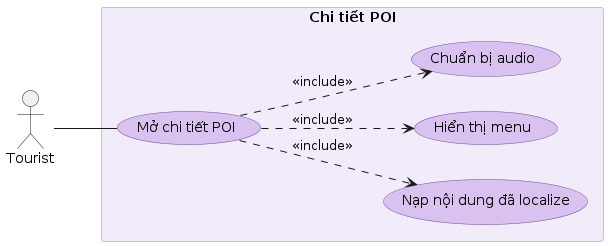 Chi tiết POI
Chuẩn bị audio
«include»
Tourist
Mở chi tiết POI
«include»
Hiển thị menu
«include»
Nạp nội dung đã localize